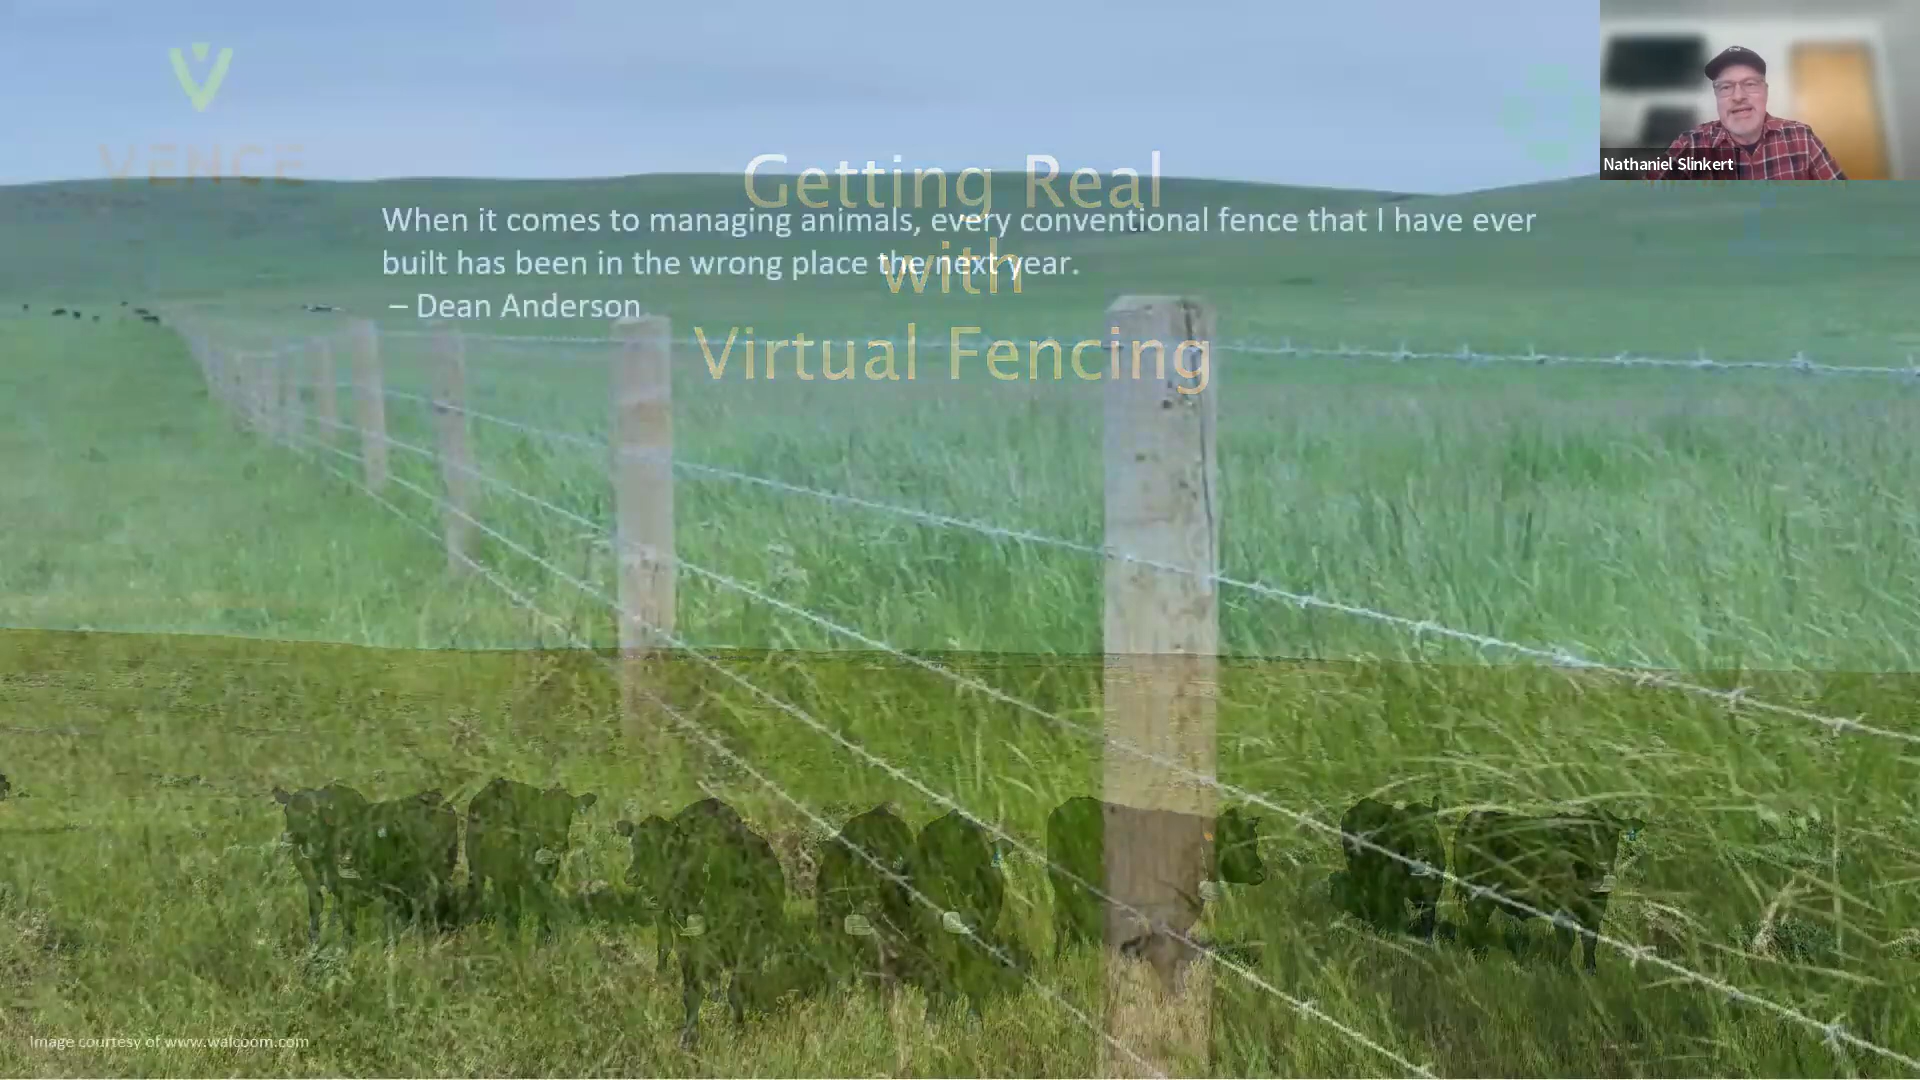 VENCE
Getting Real
with
Virtual Fencing
When it comes to managing animals, every conventional fence that I have ever
built has been in the wrong place the next year.
– Dean Anderson
Nathaniel Slinkert
Image courtesy of www.walcoom.com